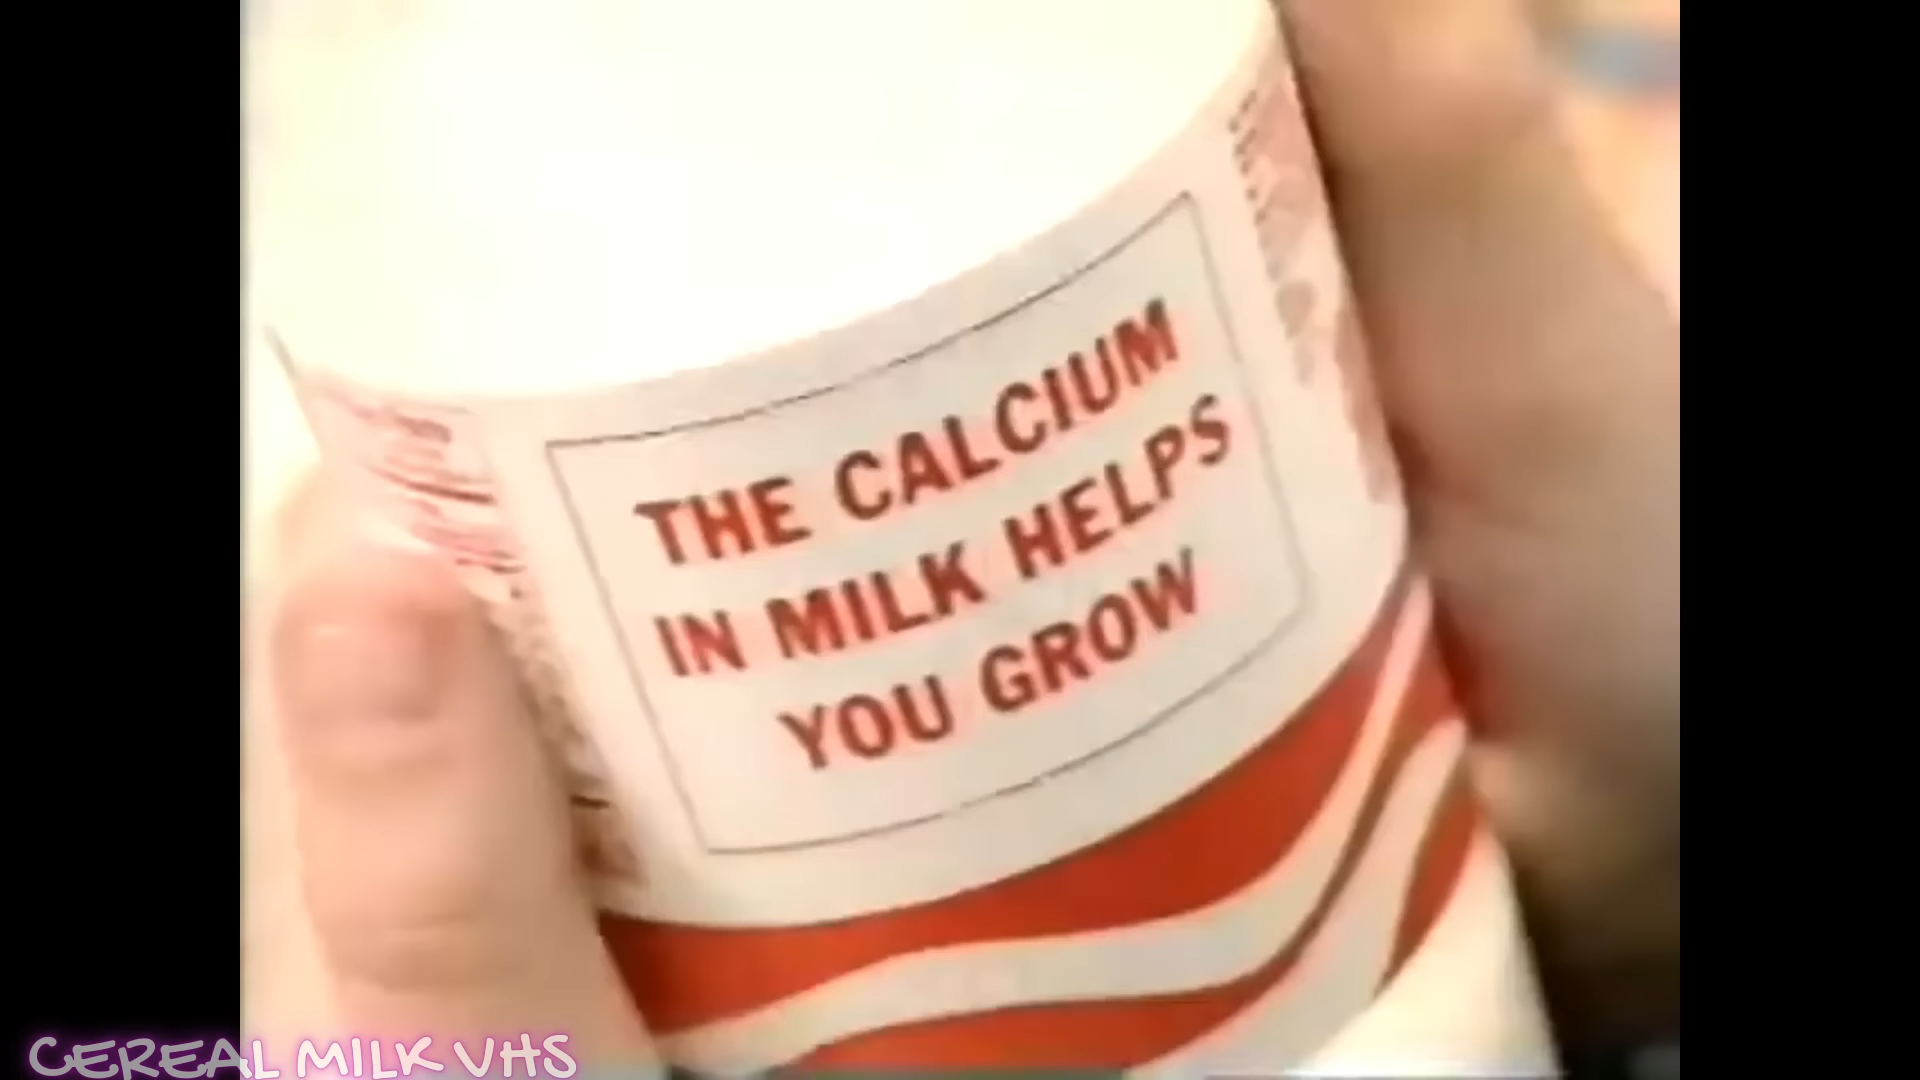 THE CALCIUM
IN MILK HELPS
YOU GROW
CEREAL MILK VHS